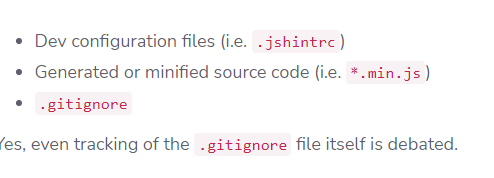 Dev configuration files (i.e. .jshintrc)
Generated or minified source code (i.e. *.min.js)
.gitignore
Yes, even tracking of the .gitignore file itself is debated.